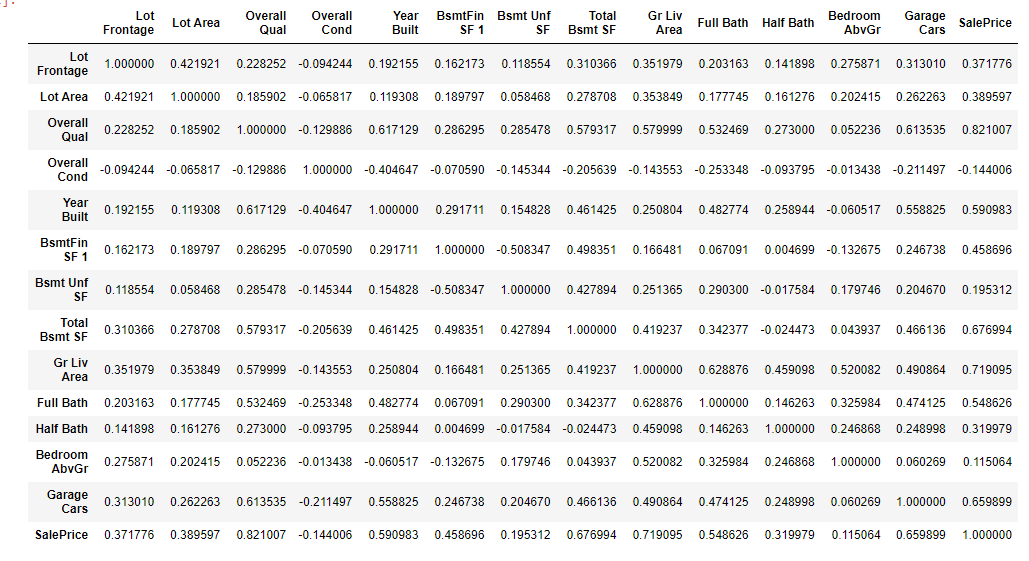 ]:
Lot Frontage Lot Area Overall Qual Overall Cond Year Built BsmtFin SF 1 Bsmt Unf SF Total Bsmt SF Gr Liv Area Full Bath Half Bath Bedroom AbvGr Garage Cars SalePrice
Lot Frontage 1.000000 0.421921 0.228252 -0.094244 0.192155 0.162173 0.118554 0.310366 0.351979 0.203163 0.141898 0.275871 0.313010 0.371776
Lot Area 0.421921 1.000000 0.185902 -0.065817 0.119308 0.189797 0.058468 0.278708 0.353849 0.177745 0.161276 0.202415 0.262263 0.389597
Overall Qual 0.228252 0.185902 1.000000 -0.129886 0.617129 0.286295 0.285478 0.579317 0.579999 0.532469 0.273000 0.052236 0.613535 0.821007
Overall Cond -0.094244 -0.065817 -0.129886 1.000000 -0.404647 -0.070590 -0.145344 -0.205639 -0.143553 -0.253348 -0.093795 -0.013438 -0.211497 -0.144006
Year Built 0.192155 0.119308 0.617129 -0.404647 1.000000 0.291711 0.154828 0.461425 0.250804 0.482774 0.258944 -0.060517 0.558825 0.590983
BsmtFin SF 1 0.162173 0.189797 0.286295 -0.070590 0.291711 1.000000 -0.508347 0.498351 0.166481 0.067091 0.004699 -0.132675 0.246738 0.458696
Bsmt Unf SF 0.118554 0.058468 0.285478 -0.145344 0.154828 -0.508347 1.000000 0.427894 0.251365 0.290300 -0.017584 0.179746 0.204670 0.195312
Total Bsmt SF 0.310366 0.278708 0.579317 -0.205639 0.461425 0.498351 0.427894 1.000000 0.419237 0.342377 -0.024473 0.043937 0.466136 0.676994
Gr Liv Area 0.351979 0.353849 0.579999 -0.143553 0.250804 0.166481 0.251365 0.419237 1.000000 0.628876 0.459098 0.520082 0.490864 0.719095
Full Bath 0.203163 0.177745 0.532469 -0.253348 0.482774 0.067091 0.290300 0.342377 0.628876 1.000000 0.146263 0.325984 0.474125 0.548626
Half Bath 0.141898 0.161276 0.273000 -0.093795 0.258944 0.004699 -0.017584 -0.024473 0.459098 0.146263 1.000000 0.246868 0.248998 0.319979
Bedroom AbvGr 0.275871 0.202415 0.052236 -0.013438 -0.060517 -0.132675 0.179746 0.043937 0.520082 0.325984 0.246868 1.000000 0.060269 0.115064
Garage Cars 0.313010 0.262263 0.613535 -0.211497 0.558825 0.246738 0.204670 0.466136 0.490864 0.474125 0.248998 0.060269 1.000000 0.659899
SalePrice 0.371776 0.389597 0.821007 -0.144006 0.590983 0.458696 0.195312 0.676994 0.719095 0.548626 0.319979 0.115064 0.659899 1.000000